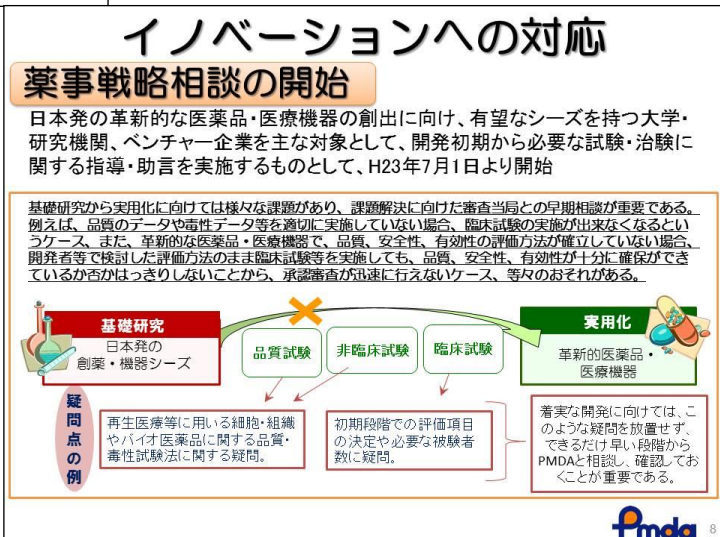 イノベーションへの対応
薬事戦略相談の開始
日本発の革新的な医薬品・医療機器の創出に向け、有望なシーズを持つ大学・
研究機関、ベンチャー企業を主な対象として、開発初期から必要な試験・治験に
関する指導・助言を実施するものとして、H23年7月1日より開始
基礎研究から実用化に向けては様々な課題があり、課題解決に向けた審査当局との早期相談が重要である。
例えば、品質のデータや毒性データ等を適切に実施していない場合、臨床試験の実施が出来なくなるとい
うケース、また、革新的な医薬品・医療機器で、品質、安全性、有効性の評価方法が確立していない場合、
開発者等で検討した評価方法のまま臨床試験等を実施しても、品質、安全性、有効性が十分に確保ができ
ているか否かはっきりしないことから、承認審査が迅速に行えないケース、等々のおそれがある。
基礎研究
日本発の
創薬・機器シーズ
品質試験
非臨床試験
臨床試験
実用化
革新的医薬品・
医療機器
疑問点の例
再生医療等に用いる細胞・組織
やバイオ医薬品に関する品質・
毒性試験法に関する疑問。
初期段階での評価項目
の決定や必要な被験者
数に疑問。
着実な開発に向けては、こ
のような疑問を放置せず、
できるだけ早い段階から
PMDAと相談し、確認してお
くことが重要である。
Pmda
8